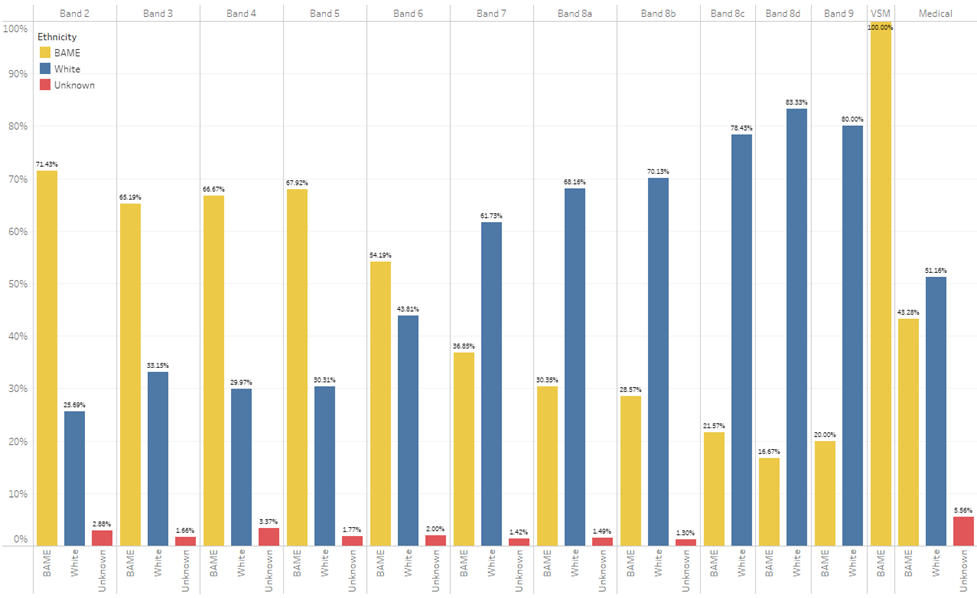 Band 2 Band 3 Band 4 Band 5 Band 6 Band 7 Band 8a Band 8b Band 8c Band 8d Band 9 VSM Medical
Ethnicity
BAME
White
Unknown
100%
90%
80%
70%
60%
50%
40%
30%
20%
10%
0%
71.43% 25.69% 2.88%
65.19% 33.15% 1.66%
66.67% 29.97% 3.37%
67.92% 30.31% 1.77%
54.19% 43.81% 2.00%
36.85% 61.73% 1.42%
30.35% 68.16% 1.49%
28.57% 70.13% 1.30%
21.57% 78.43%
16.67% 83.33%
20.00% 80.00%
100.00%
43.28% 51.16% 5.56%
BAME White Unknown BAME White Unknown BAME White Unknown BAME White Unknown BAME White Unknown BAME White Unknown BAME White Unknown BAME White Unknown BAME White BAME White BAME White BAME BAME White Unknown